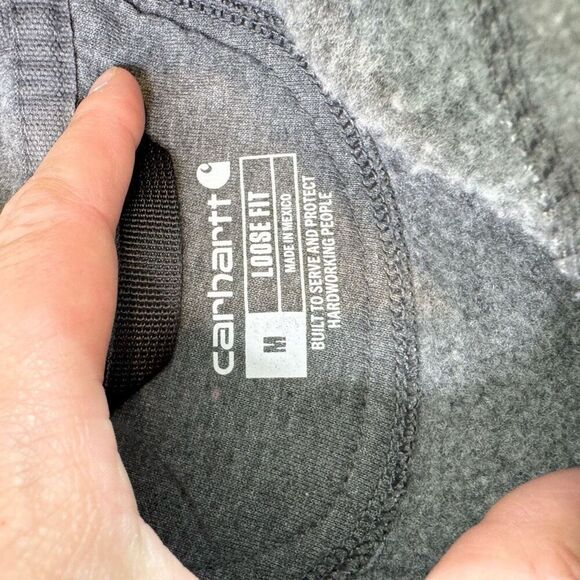 carhartt
M
LOOSE FIT
MADE IN MEXICO
BUILT TO SERVE AND PROTECT
HARDWORKING PEOPLE